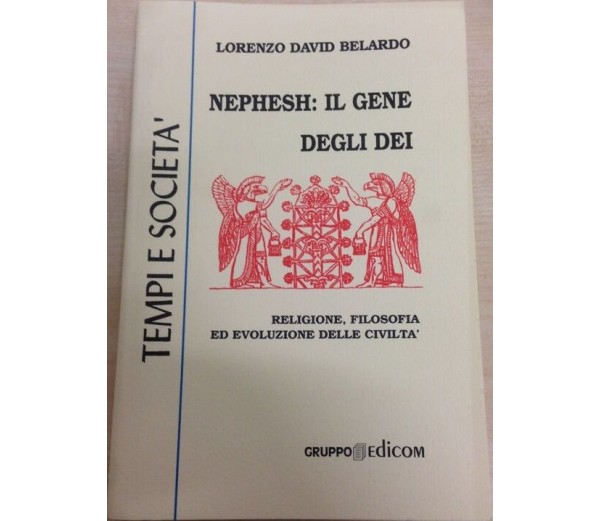 LORENZO DAVID BELARDO
NEPHESH: IL GENE
DEGLI DEI
TEMPI E SOCIETA'
RELIGIONE, FILOSOFIA
ED EVOLUZIONE DELLE CIVILTA'
GRUPPO Edicom